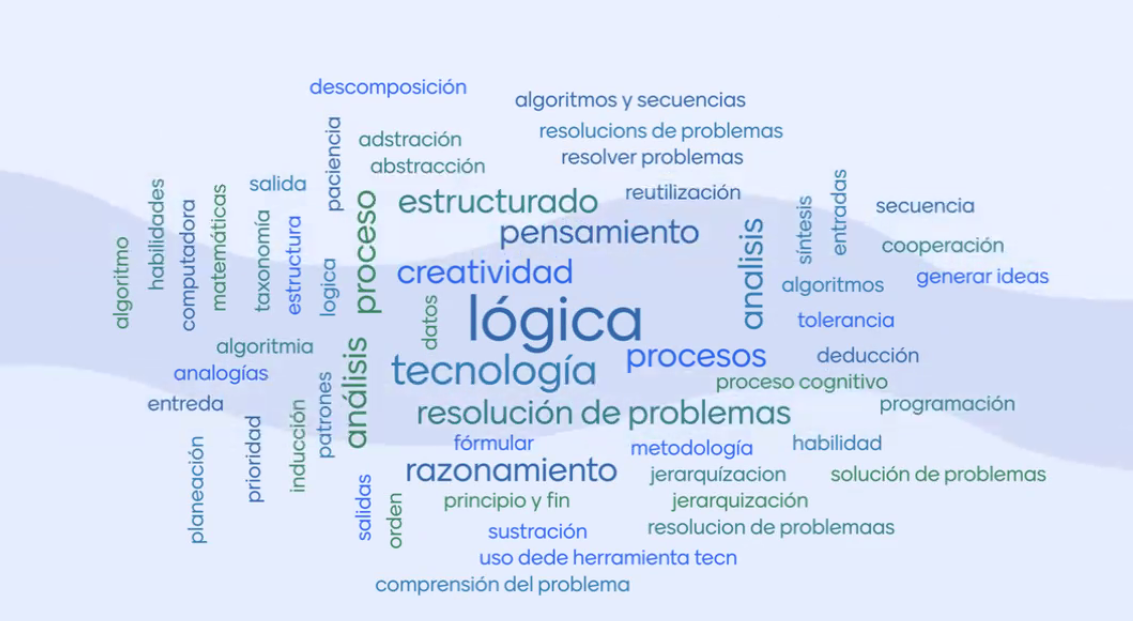 descomposición
algoritmos y secuencias
resolucions de problemas
adstración
paciencia
resolver problemas
abstracción
salida
reutilización
estructurado
habilidades
computadora
matemáticas
entradas
síntesis
secuencia
taxonomía
estructura
proceso
pensamiento
analisis
cooperación
algoritmo
logica
creatividad
generar ideas
algoritmos
datos
lógica
tolerancia
algoritmia
análisis
tecnología
procesos
deducción
analogías
proceso cognitivo
entreda
patrones
resolución de problemas
programación
prioridad
inducción
fórmular
metodología
habilidad
planeación
razonamiento
jerarquízacion
solución de problemas
salidas
orden
principio y fin
jerarquización
sustración
resolucion de problemaas
uso dede herramienta tecn
comprensión del problema